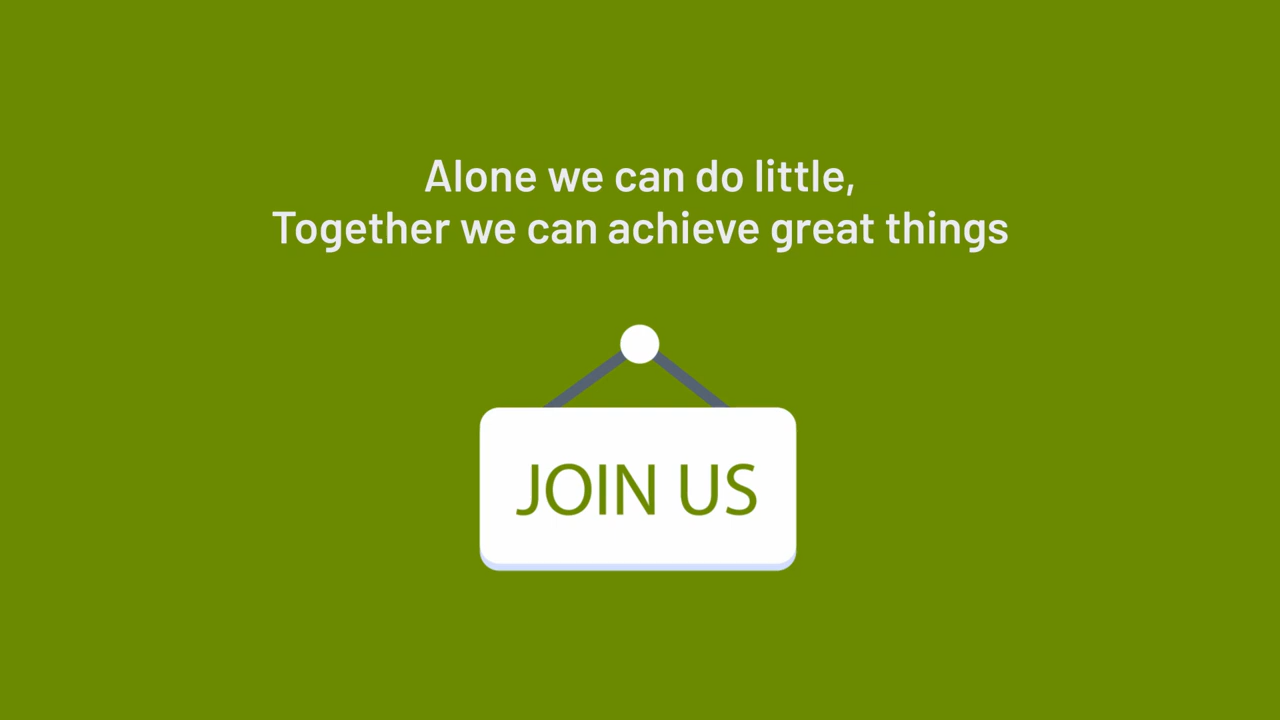 Alone we can do little,
Together we can achieve great things
JOIN US